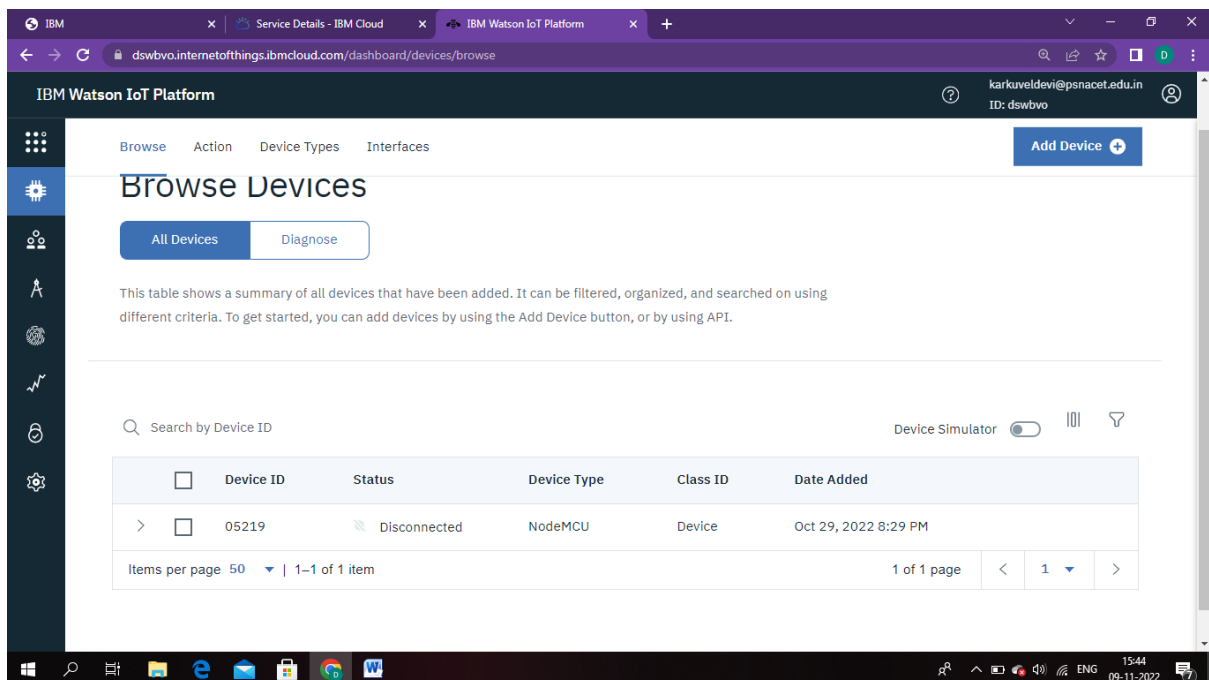 IBM
Service Details - IBM Cloud
IBM Watson IoT Platform
dswbvo.internetofthings.ibmcloud.com/dashboard/devices/browse
D
IBM Watson IoT Platform
karkuveldevi@psnacet.edu.in
ID: dswbvo
Browse Action Device Types Interfaces
Add Device
Browse Devices
All Devices Diagnose
This table shows a summary of all devices that have been added. It can be filtered, organized, and searched on using
different criteria. To get started, you can add devices by using the Add Device button, or by using API.
Search by Device ID
Device Simulator
Device ID Status Device Type Class ID Date Added
05219 Disconnected NodeMCU Device Oct 29, 2022 8:29 PM
Items per page 50 | 1–1 of 1 item 1 of 1 page 1
ENG
15:44
09-11-2022
7